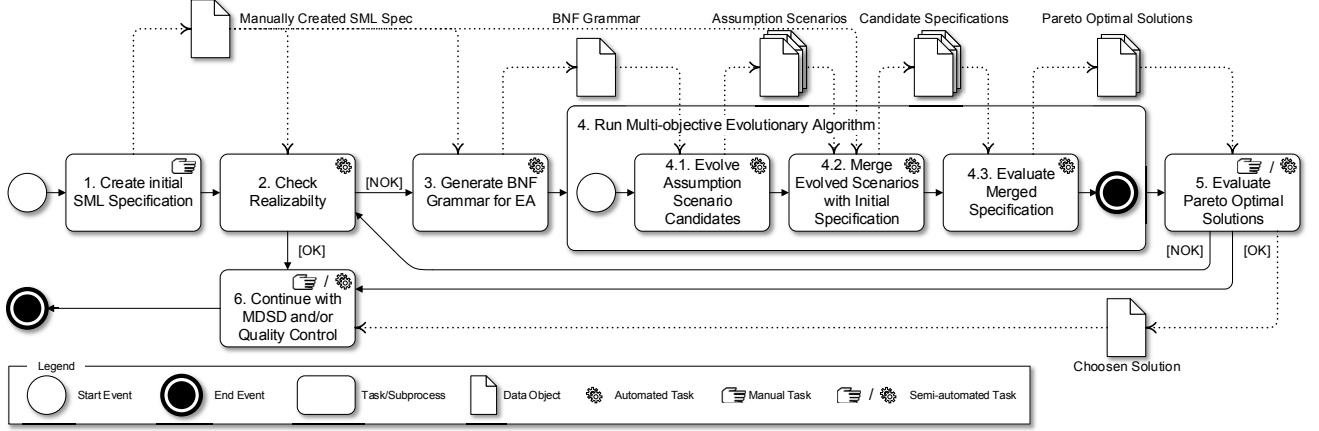 Manually Created SML Spec
BNF Grammar
Assumption Scenarios
Candidate Specifications
Pareto Optimal Solutions
4. Run Multi-objective Evolutionary Algorithm
1. Create initial
SML Specification
2. Check
Realizabilty
[NOK]
3. Generate BNF
Grammar for EA
4.1. Evolve
Assumption
Scenario
Candidates
4.2. Merge
Evolved Scenarios
with Initial
Specification
4.3. Evaluate
Merged
Specification
/
5. Evaluate
Pareto Optimal
Solutions
[OK]
[NOK]
[OK]
/
6. Continue with
MDSD and/or
Quality Control
Choosen Solution
Legend
Start Event
End Event
Task/Subprocess
Data Object
Automated Task
Manual Task
/
Semi-automated Task